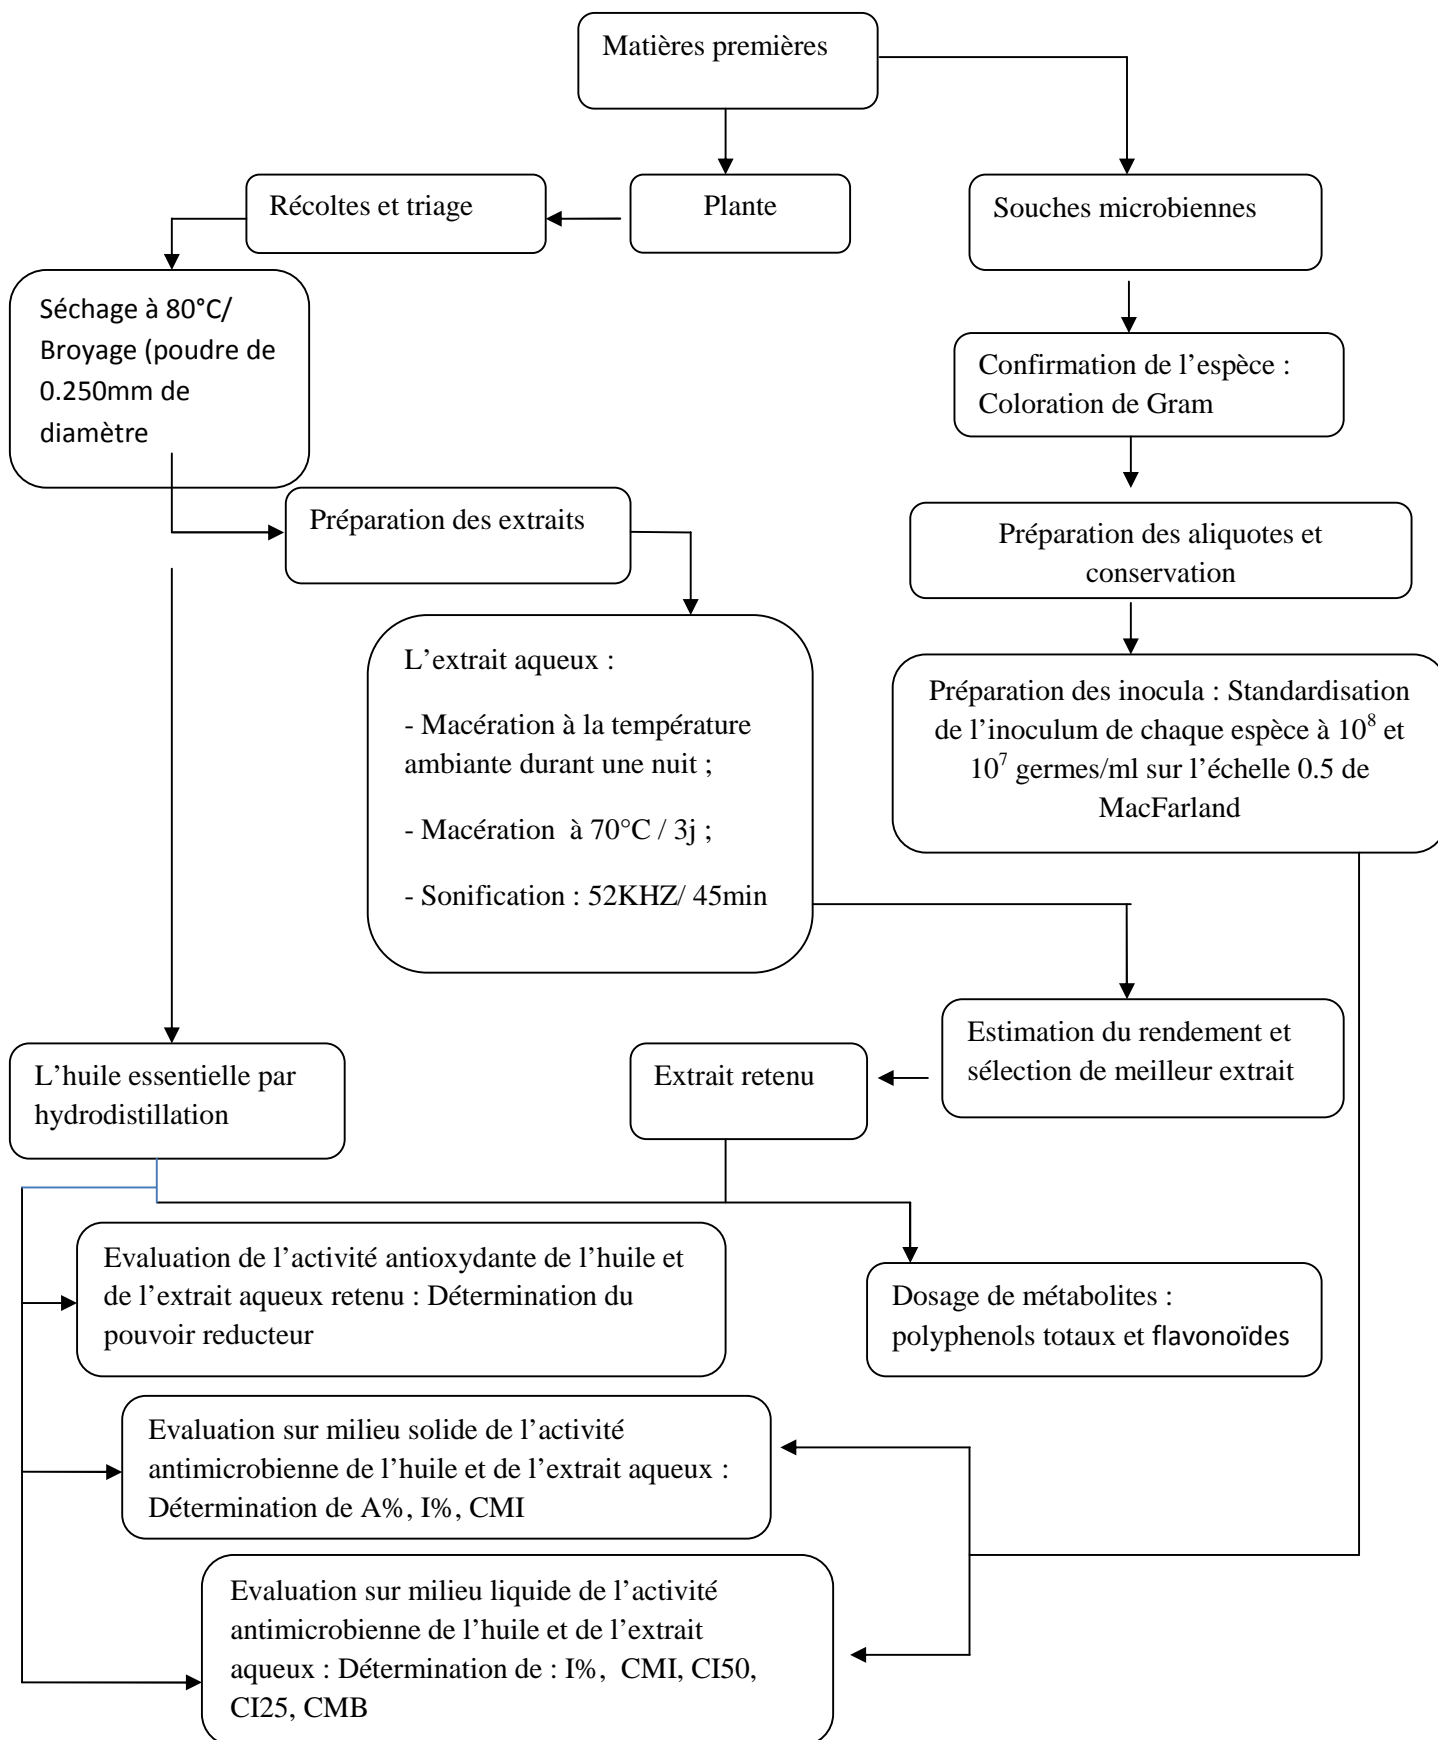 Matières premières
Récoltes et triage
Plante
Souches microbiennes
Séchage à 80°C/
Broyage (poudre de
0.250mm de
diamètre
Confirmation de l’espèce :
Coloration de Gram
Préparation des extraits
Préparation des aliquotes et
conservation
L’extrait aqueux :
- Macération à la température
ambiante durant une nuit ;
- Macération à 70°C / 3j ;
- Sonification : 52KHZ/ 45min
Préparation des inocula : Standardisation
de l’inoculum de chaque espèce à 10⁸ et
10⁷ germes/ml sur l’échelle 0.5 de
MacFarland
Estimation du rendement et
sélection de meilleur extrait
Extrait retenu
L’huile essentielle par
hydrodistillation
Evaluation de l’activité antioxydante de l’huile et
de l’extrait aqueux retenu : Détermination du
pouvoir reducteur
Dosage de métabolites :
polyphenols totaux et flavonoïdes
Evaluation sur milieu solide de l’activité
antimicrobienne de l’huile et de l’extrait aqueux :
Détermination de A%, I%, CMI
Evaluation sur milieu liquide de l’activité
antimicrobienne de l’huile et de l’extrait
aqueux : Détermination de : I%, CMI, CI50,
CI25, CMB